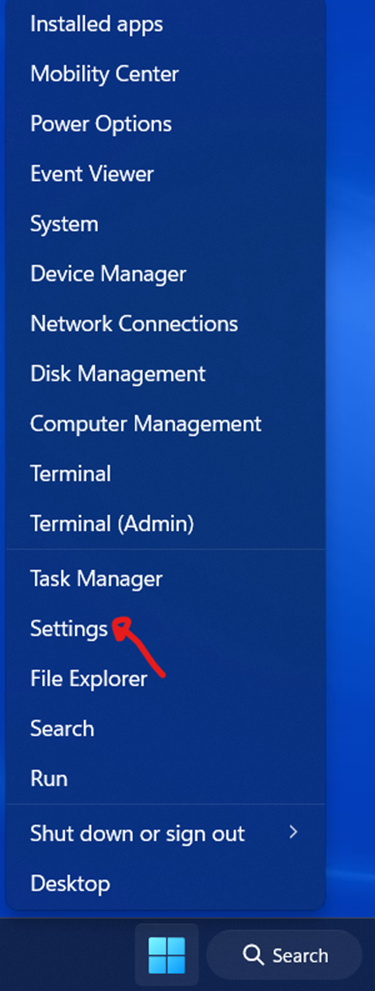 Installed apps
Mobility Center
Power Options
Event Viewer
System
Device Manager
Network Connections
Disk Management
Computer Management
Terminal
Terminal (Admin)
Task Manager
Settings
File Explorer
Search
Run
Shut down or sign out
Desktop
Search